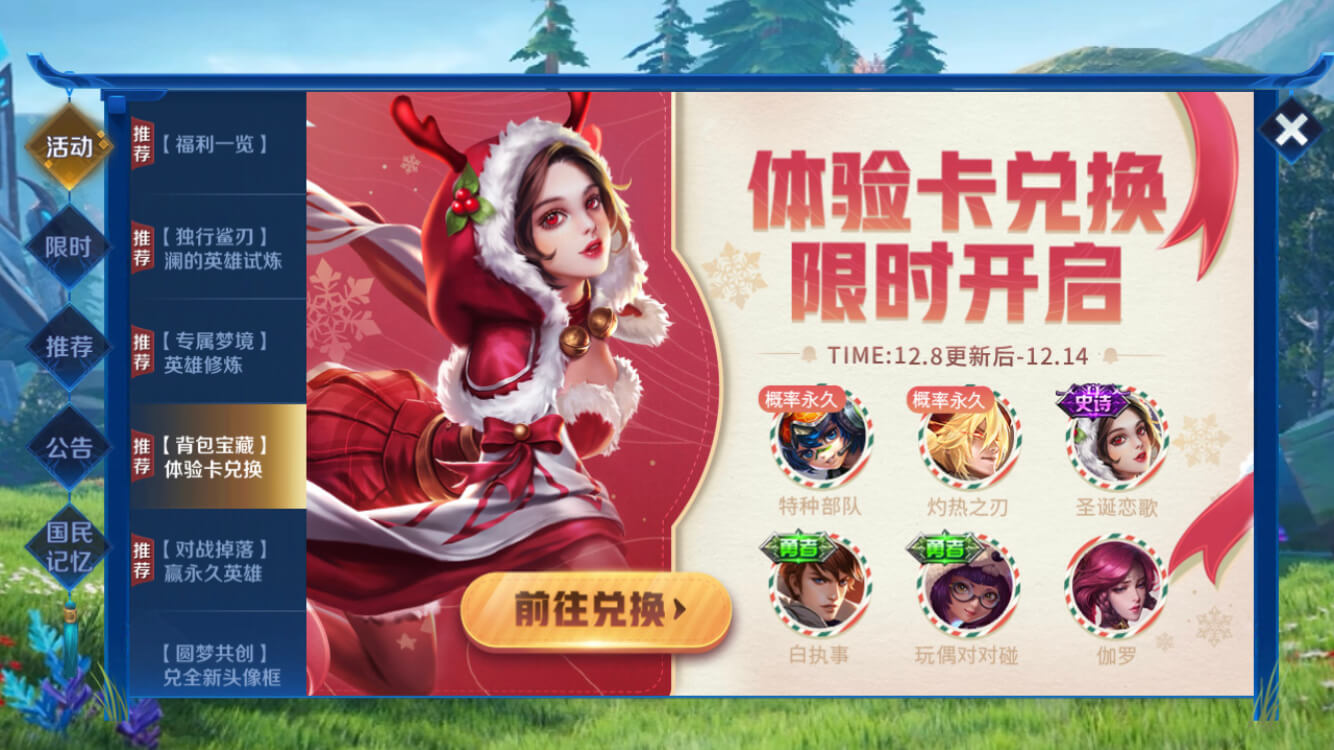 活动
限时
推荐
公告
国民
记忆
推荐
【福利一览】
推荐
【独行鲨刃】
澜的英雄试炼
推荐
【专属梦境】
英雄修炼
推荐
【背包宝藏】
体验卡兑换
推荐
【对战掉落】
赢永久英雄
【圆梦共创】
兑全新头像框
体验卡兑换
限时开启
TIME:12.8更新后-12.14
概率永久
概率永久
史诗
特种部队
灼热之刃
圣诞恋歌
勇者
勇者
白执事
玩偶对对碰
伽罗
前往兑换